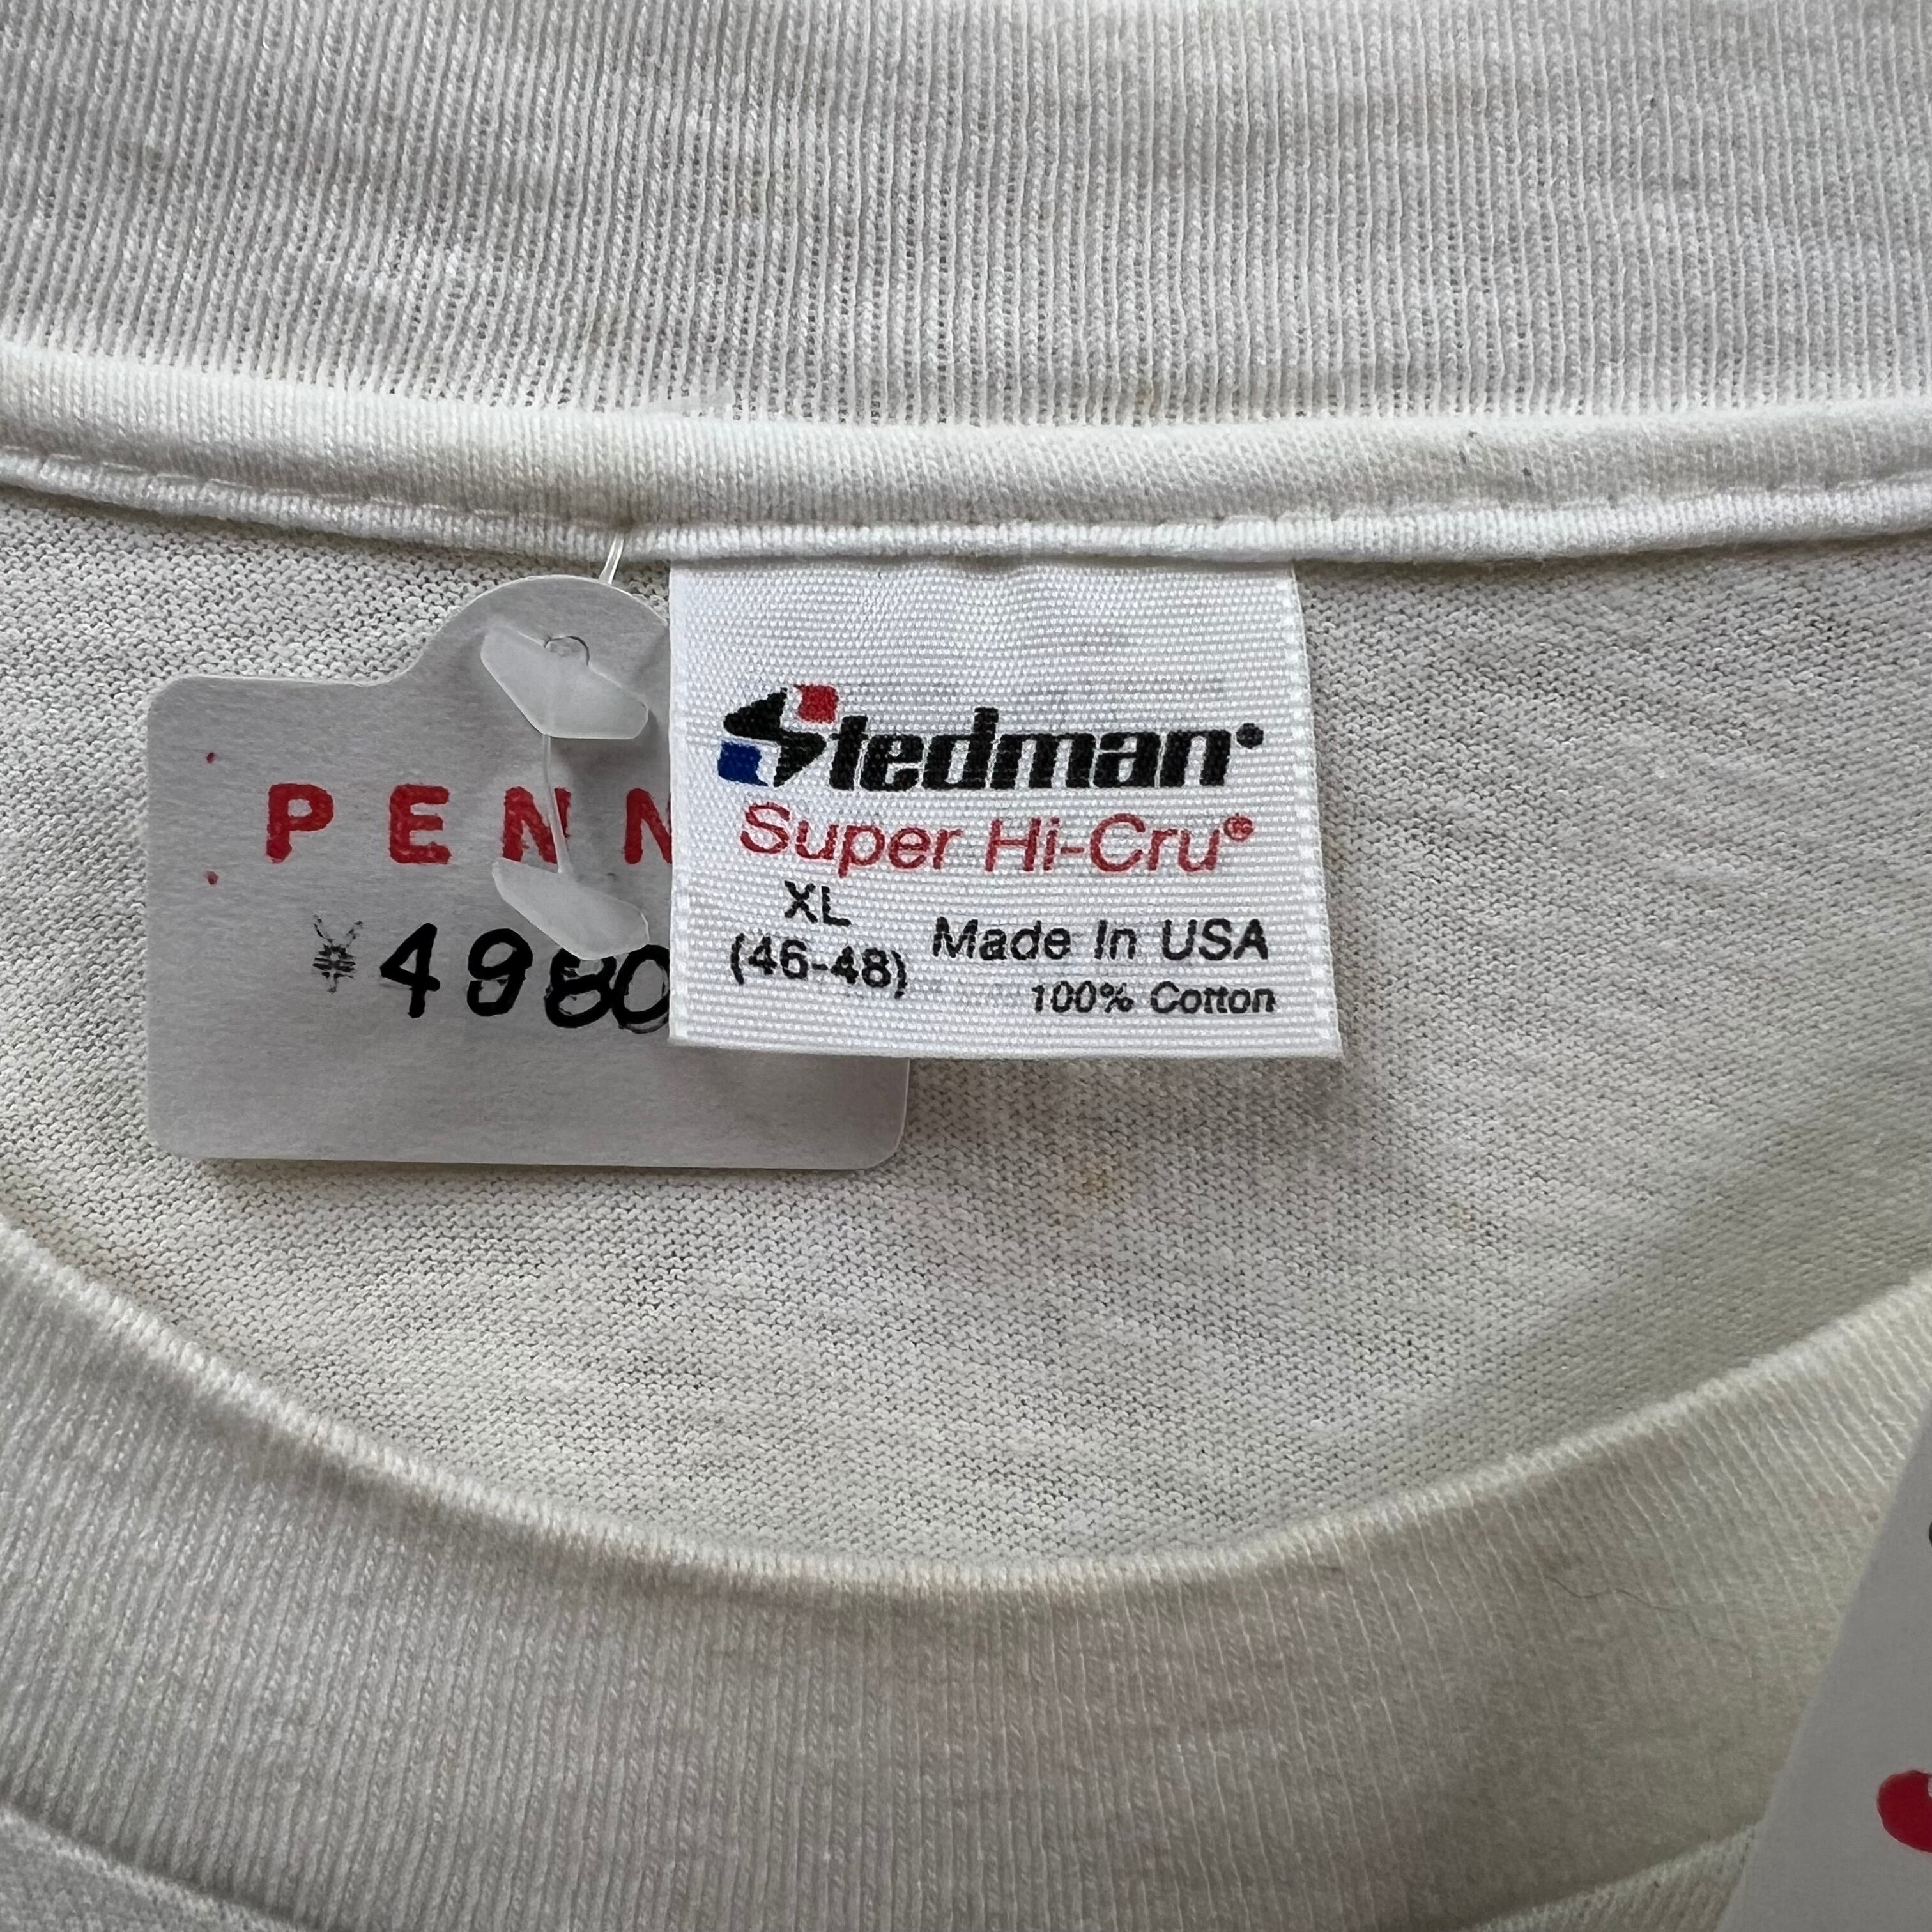 PENN
¥4980
Stedman®
Super Hi-Cru®
XL
(46-48)
Made In USA
100% Cotton